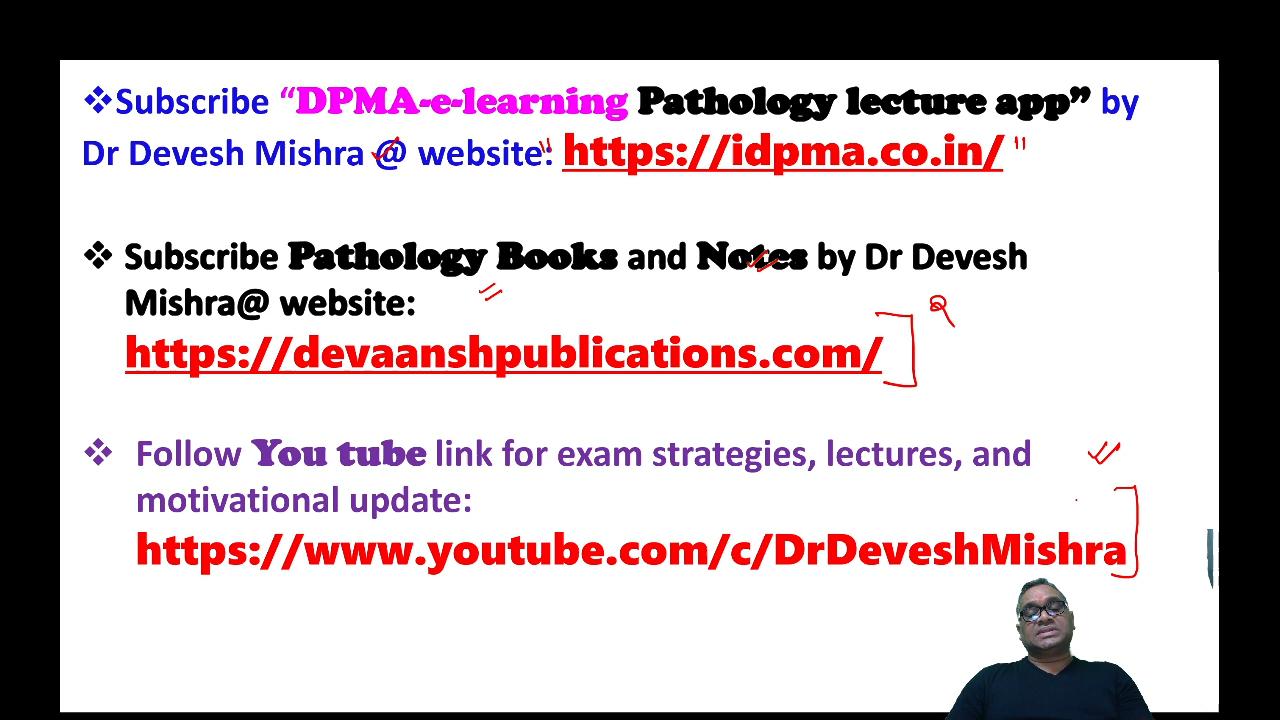 ❖Subscribe “DPMA-e-learning Pathology lecture app” by
Dr Devesh Mishra @ website: https://idpma.co.in/
❖ Subscribe Pathology Books and Notes by Dr Devesh
Mishra@ website:
https://devaanshpublications.com/
❖ Follow You tube link for exam strategies, lectures, and
motivational update:
https://www.youtube.com/c/DrDeveshMishra